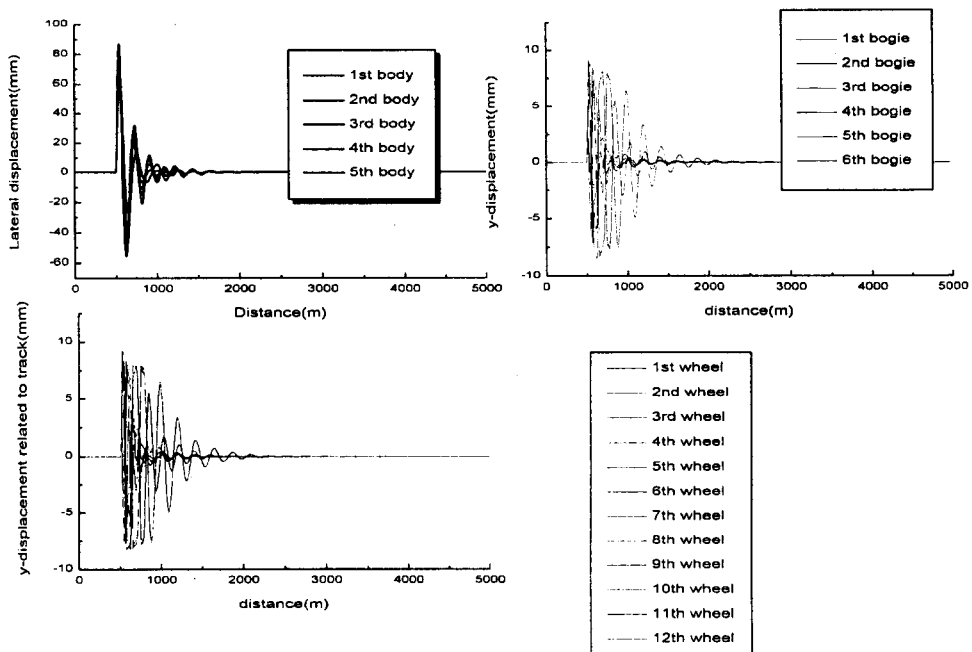 Lateral displacement(mm)
100
80
60
40
20
0
-20
-40
-60
0 1000 2000 3000 4000 5000
Distance(m)
1st body
2nd body
3rd body
4th body
5th body
y-displacement(mm)
10
5
0
-5
-10
0 1000 2000 3000 4000 5000
distance(m)
1st bogie
2nd bogie
3rd bogie
4th bogie
5th bogie
6th bogie
y-displacement related to track(mm)
10
5
0
-5
-10
0 1000 2000 3000 4000 5000
distance(m)
1st wheel
2nd wheel
3rd wheel
4th wheel
5th wheel
6th wheel
7th wheel
8th wheel
9th wheel
10th wheel
11th wheel
12th wheel